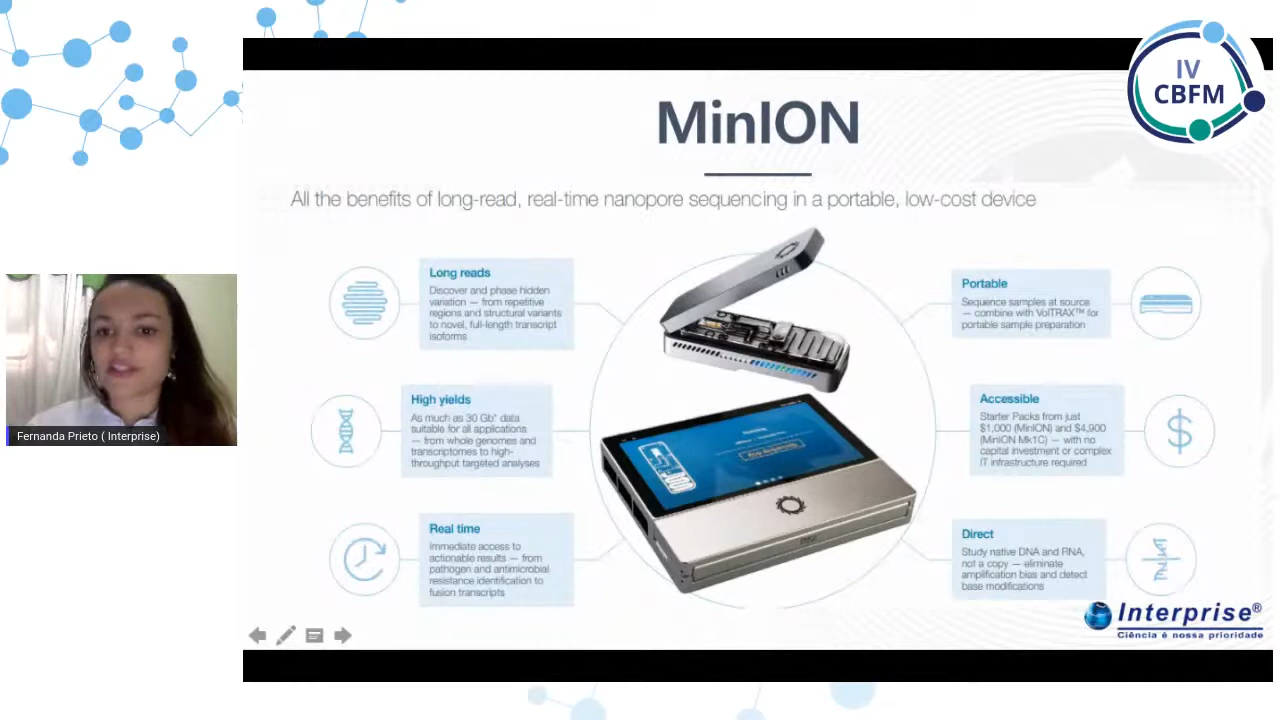 IV
CBFM
MinION
All the benefits of long-read, real-time nanopore sequencing in a portable, low-cost device
Long reads
Discover and phase hidden
variation — from repetitive
regions and structural variants
to novel, full-length transcript
isoforms
High yields
As much as 30 Gb* data
suitable for all applications
— from whole genomes and
transcriptomes to high-
throughput targeted analyses
Real time
Immediate access to
actionable results — from
pathogen and antimicrobial
resistance identification to
fusion transcripts
Portable
Sequence samples at source
— combine with VolTRAX™ for
portable sample preparation
Accessible
Starter Packs from just
$1,000 (MinION) and $4,900
(MinION Mk1C) — with no
capital investment or complex
IT infrastructure required
Direct
Study native DNA and RNA,
not a copy — eliminate
amplification bias and detect
base modifications
Fernanda Prieto ( Interprise)
Interprise®
Ciência é nossa prioridade